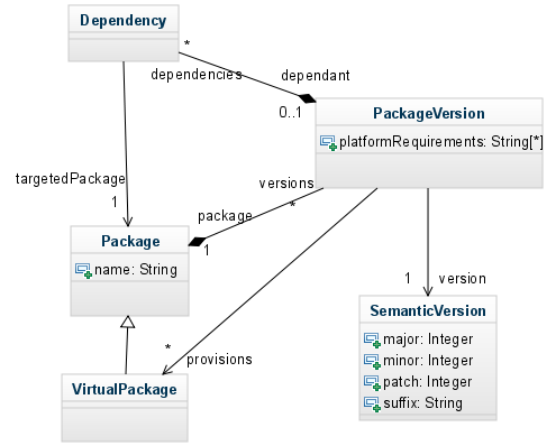 Dependency
*
dependencies
dependant
0..1
PackageVersion
platformRequirements: String[*]
targetedPackage
1
versions
*
package
1
Package
name: String
1
version
SemanticVersion
major: Integer
minor: Integer
patch: Integer
suffix: String
*
provisions
VirtualPackage